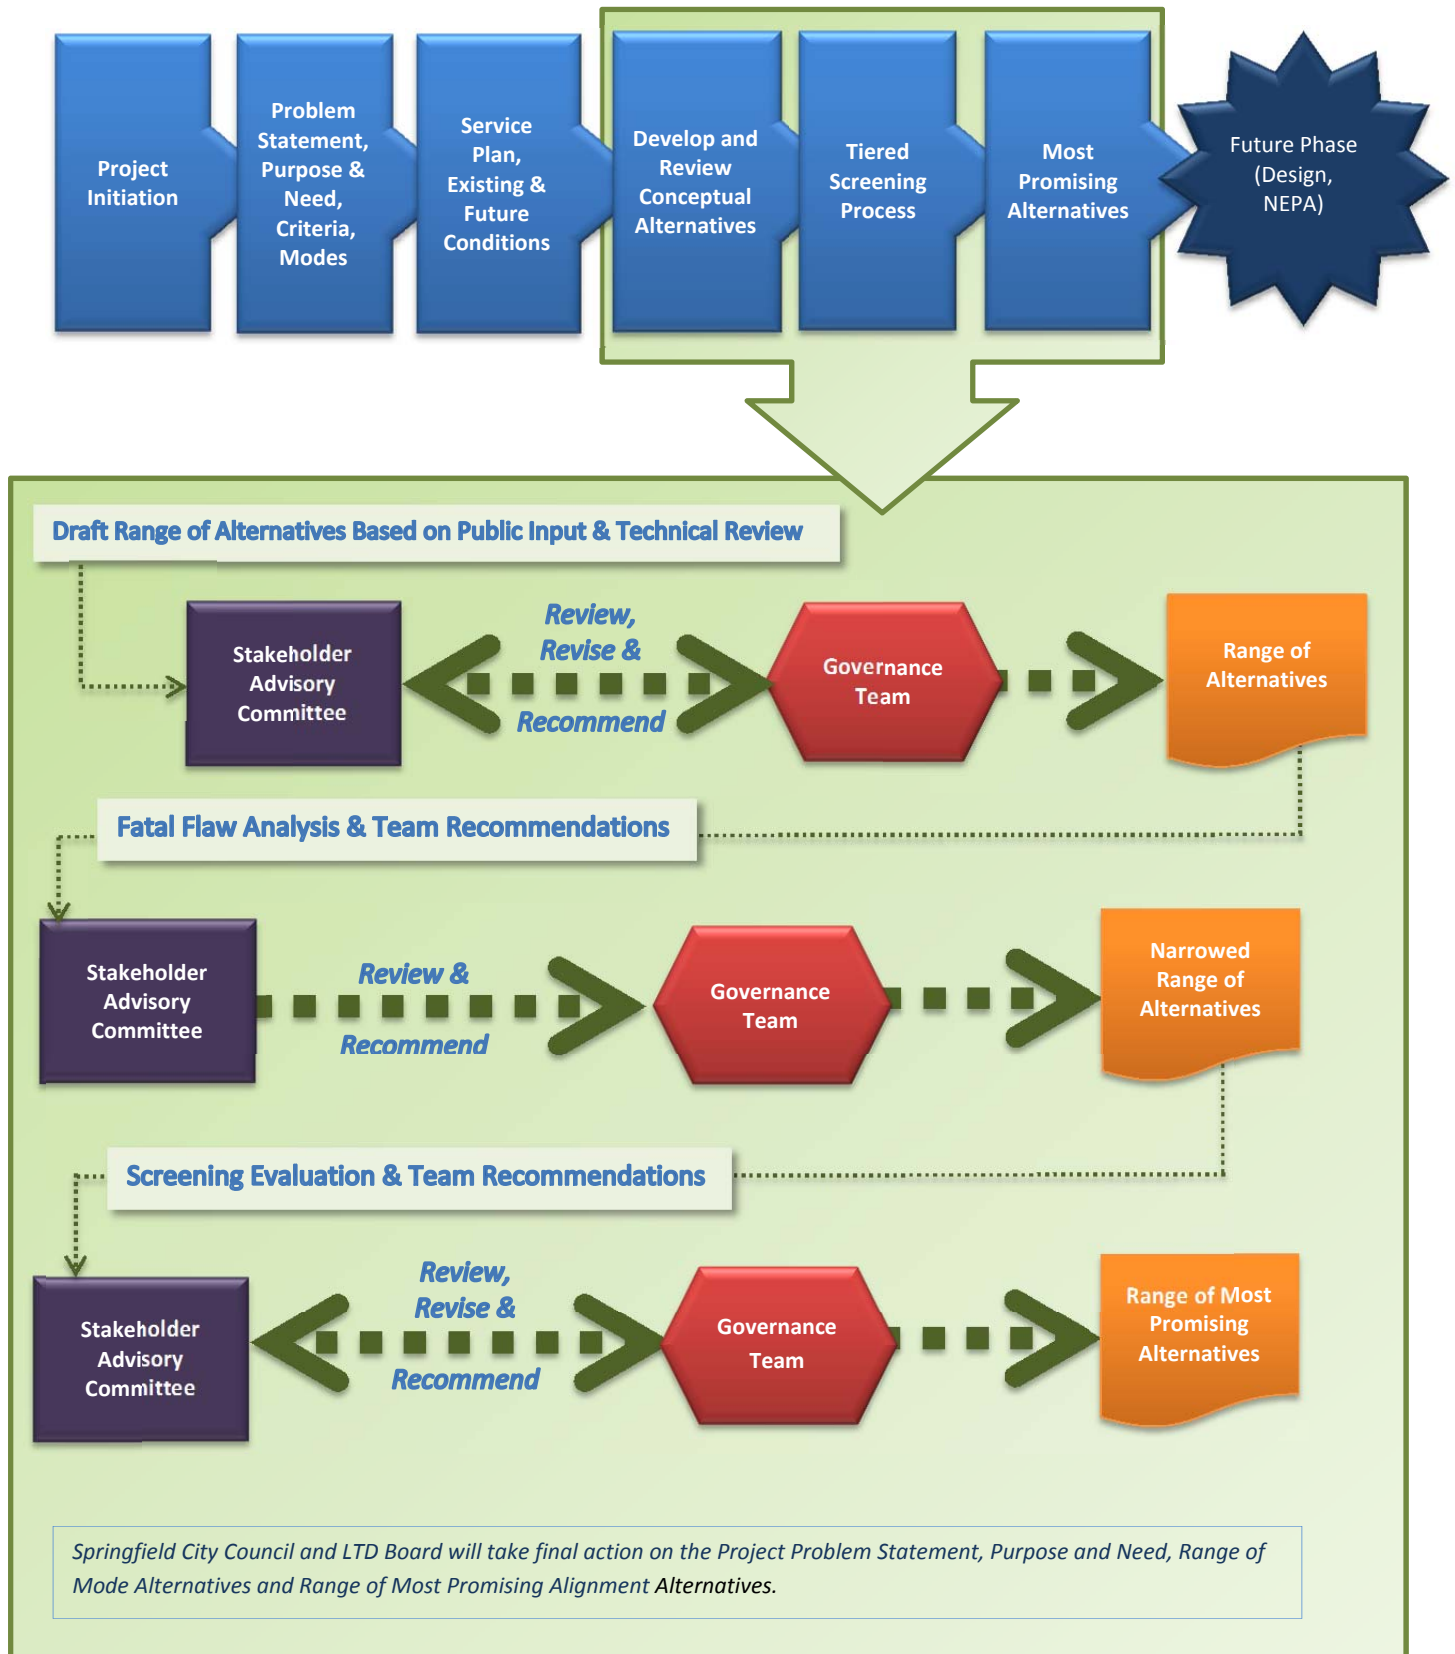 Project
Initiation
Problem
Statement,
Purpose &
Need,
Criteria,
Modes
Service
Plan,
Existing &
Future
Conditions
Develop and
Review
Conceptual
Alternatives
Tiered
Screening
Process
Most
Promising
Alternatives
Future Phase
(Design,
NEPA)
Draft Range of Alternatives Based on Public Input & Technical Review
Stakeholder
Advisory
Committee
Review,
Revise &
Recommend
Governance
Team
Range of
Alternatives
Fatal Flaw Analysis & Team Recommendations
Stakeholder
Advisory
Committee
Review &
Recommend
Governance
Team
Narrowed
Range of
Alternatives
Screening Evaluation & Team Recommendations
Stakeholder
Advisory
Committee
Review,
Revise &
Recommend
Governance
Team
Range of Most
Promising
Alternatives
Springfield City Council and LTD Board will take final action on the Project Problem Statement, Purpose and Need, Range of
Mode Alternatives and Range of Most Promising Alignment Alternatives.